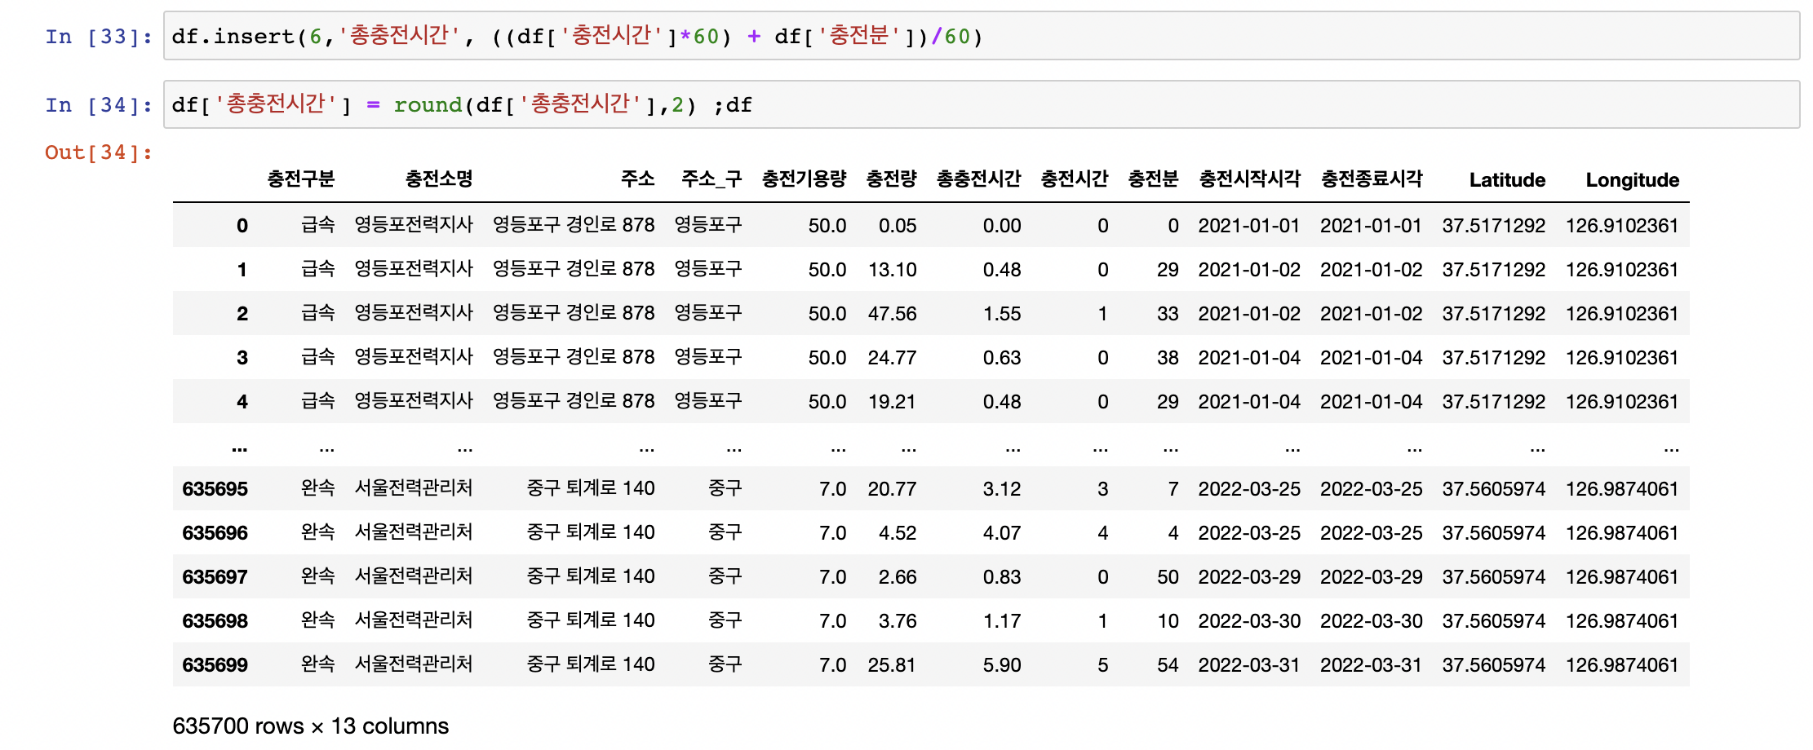 In [33]: df.insert(6,'총충전시간', ((df['충전시간']*60) + df['충전분'])/60)
In [34]: df['총충전시간'] = round(df['총충전시간'],2) ;df
Out[34]:
충전구분 충전소명 주소 주소_구 충전기용량 충전량 총충전시간 충전시간 충전분 충전시작시각 충전종료시각 Latitude Longitude
0 급속 영등포전력지사 영등포구 경인로 878 영등포구 50.0 0.05 0.00 0 0 2021-01-01 2021-01-01 37.5171292 126.9102361
1 급속 영등포전력지사 영등포구 경인로 878 영등포구 50.0 13.10 0.48 0 29 2021-01-02 2021-01-02 37.5171292 126.9102361
2 급속 영등포전력지사 영등포구 경인로 878 영등포구 50.0 47.56 1.55 1 33 2021-01-02 2021-01-02 37.5171292 126.9102361
3 급속 영등포전력지사 영등포구 경인로 878 영등포구 50.0 24.77 0.63 0 38 2021-01-04 2021-01-04 37.5171292 126.9102361
4 급속 영등포전력지사 영등포구 경인로 878 영등포구 50.0 19.21 0.48 0 29 2021-01-04 2021-01-04 37.5171292 126.9102361
... ... ... ... ... ... ... ... ... ... ... ... ... ...
635695 완속 서울전력관리처 중구 퇴계로 140 중구 7.0 20.77 3.12 3 7 2022-03-25 2022-03-25 37.5605974 126.9874061
635696 완속 서울전력관리처 중구 퇴계로 140 중구 7.0 4.52 4.07 4 4 2022-03-25 2022-03-25 37.5605974 126.9874061
635697 완속 서울전력관리처 중구 퇴계로 140 중구 7.0 2.66 0.83 0 50 2022-03-29 2022-03-29 37.5605974 126.9874061
635698 완속 서울전력관리처 중구 퇴계로 140 중구 7.0 3.76 1.17 1 10 2022-03-30 2022-03-30 37.5605974 126.9874061
635699 완속 서울전력관리처 중구 퇴계로 140 중구 7.0 25.81 5.90 5 54 2022-03-31 2022-03-31 37.5605974 126.9874061
635700 rows × 13 columns